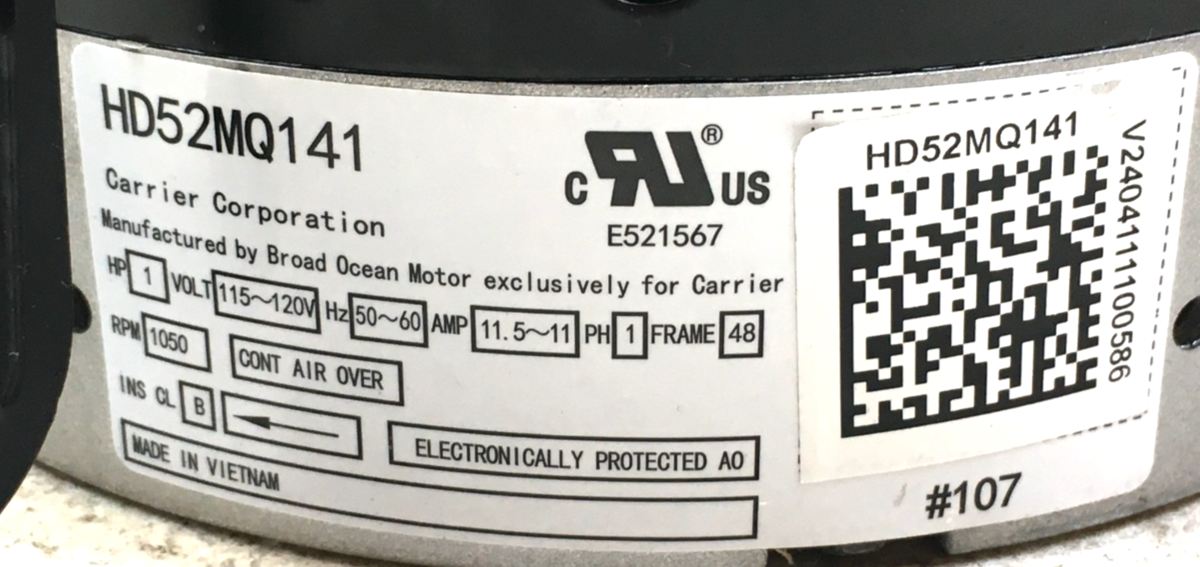 HD52MQ141
Carrier Corporation
Manufactured by Broad Ocean Motor exclusively for Carrier
HP 1 VOLT 115~120V Hz 50~60 AMP 11.5~11 PH 1 FRAME 48
RPM 1050 CONT AIR OVER
INS CL B ELECTRONICALLY PROTECTED AO
MADE IN VIETNAM
C RU® US
E521567
HD52MQ141
V240411100586
#107